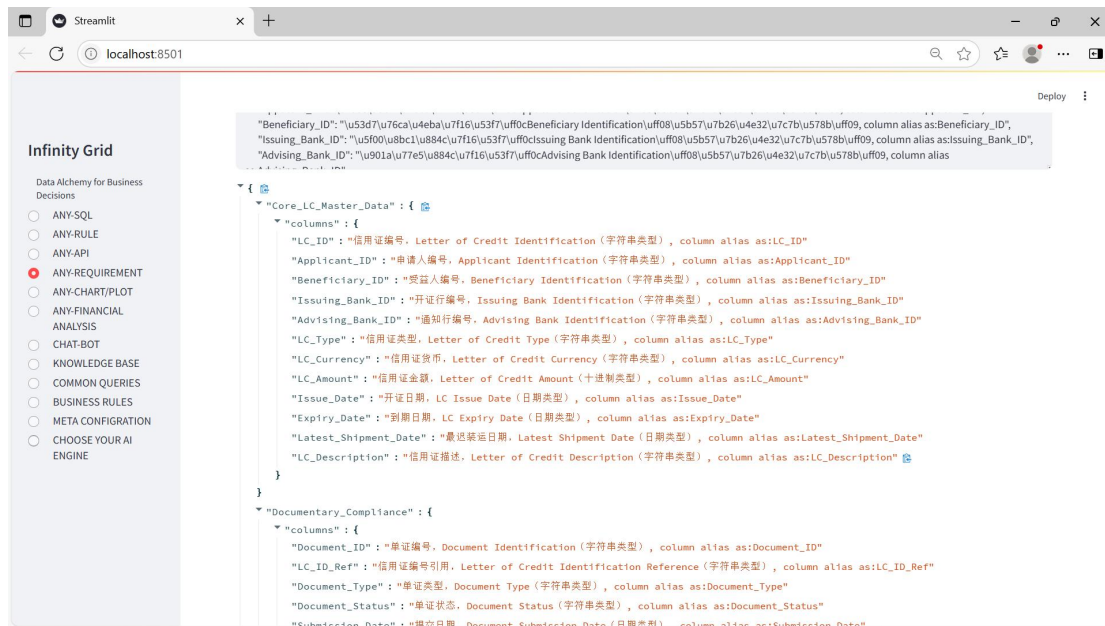 Streamlit
localhost:8501
Deploy
Infinity Grid
Data Alchemy for Business
Decisions
ANY-SQL
ANY-RULE
ANY-API
ANY-REQUIREMENT
ANY-CHART/PLOT
ANY-FINANCIAL
ANALYSIS
CHAT-BOT
KNOWLEDGE BASE
COMMON QUERIES
BUSINESS RULES
META CONFIGRATION
CHOOSE YOUR AI
ENGINE
"Beneficiary_ID": "\u53d7\u76ca\u4eba\u7f16\u53f7\uff0cBeneficiary Identification\uff08\u5b57\u7b26\u4e32\u7c7b\u578b\uff09, column alias as:Beneficiary_ID",
"Issuing_Bank_ID": "\u5f00\u8bc1\u884c\u7f16\u53f7\uff0cIssuing Bank Identification\uff08\u5b57\u7b26\u4e32\u7c7b\u578b\uff09, column alias as:Issuing_Bank_ID",
"Advising_Bank_ID": "\u901a\u77e5\u884c\u7f16\u53f7\uff0cAdvising Bank Identification\uff08\u5b57\u7b26\u4e32\u7c7b\u578b\uff09, column alias
{
"Core_LC_Master_Data" : {
"columns" : {
"LC_ID" : "信用证编号，Letter of Credit Identification（字符串类型）, column alias as:LC_ID"
"Applicant_ID" : "申请人编号，Applicant Identification（字符串类型）, column alias as:Applicant_ID"
"Beneficiary_ID" : "受益人编号，Beneficiary Identification（字符串类型）, column alias as:Beneficiary_ID"
"Issuing_Bank_ID" : "开证行编号，Issuing Bank Identification（字符串类型）, column alias as:Issuing_Bank_ID"
"Advising_Bank_ID" : "通知行编号，Advising Bank Identification（字符串类型）, column alias as:Advising_Bank_ID"
"LC_Type" : "信用证类型，Letter of Credit Type（字符串类型）, column alias as:LC_Type"
"LC_Currency" : "信用证货币，Letter of Credit Currency（字符串类型）, column alias as:LC_Currency"
"LC_Amount" : "信用证金额，Letter of Credit Amount（十进制类型）, column alias as:LC_Amount"
"Issue_Date" : "开证日期，LC Issue Date（日期类型）, column alias as:Issue_Date"
"Expiry_Date" : "到期日期，LC Expiry Date（日期类型）, column alias as:Expiry_Date"
"Latest_Shipment_Date" : "最迟装运日期，Latest Shipment Date（日期类型）, column alias as:Latest_Shipment_Date"
"LC_Description" : "信用证描述，Letter of Credit Description（字符串类型）, column alias as:LC_Description"
}
}
"Documentary_Compliance" : {
"columns" : {
"Document_ID" : "单证编号，Document Identification（字符串类型）, column alias as:Document_ID"
"LC_ID_Ref" : "信用证编号引用，Letter of Credit Identification Reference（字符串类型）, column alias as:LC_ID_Ref"
"Document_Type" : "单证类型，Document Type（字符串类型）, column alias as:Document_Type"
"Document_Status" : "单证状态，Document Status（字符串类型）, column alias as:Document_Status"
"Submission_Date" : "提交日期，Document Submission Date（日期类型）, column alias as:Submission_Date"